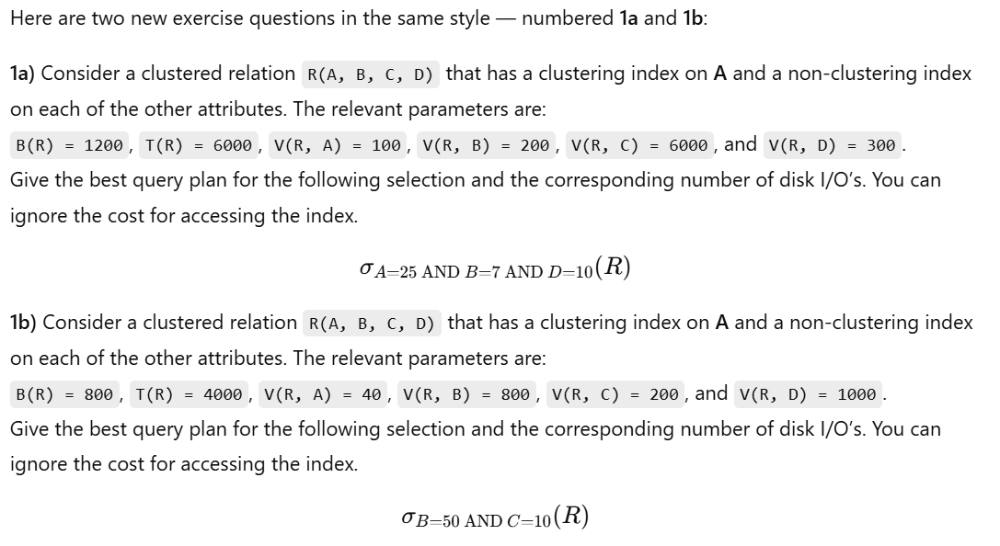 Here are two new exercise questions in the same style — numbered 1a and 1b:
1a) Consider a clustered relation R(A, B, C, D) that has a clustering index on A and a non-clustering index
on each of the other attributes. The relevant parameters are:
B(R) = 1200, T(R) = 6000, V(R, A) = 100, V(R, B) = 200, V(R, C) = 6000, and V(R, D) = 300.
Give the best query plan for the following selection and the corresponding number of disk I/O’s. You can
ignore the cost for accessing the index.
σ_{A=25 AND B=7 AND D=10}(R)
1b) Consider a clustered relation R(A, B, C, D) that has a clustering index on A and a non-clustering index
on each of the other attributes. The relevant parameters are:
B(R) = 800, T(R) = 4000, V(R, A) = 40, V(R, B) = 800, V(R, C) = 200, and V(R, D) = 1000.
Give the best query plan for the following selection and the corresponding number of disk I/O’s. You can
ignore the cost for accessing the index.
σ_{B=50 AND C=10}(R)